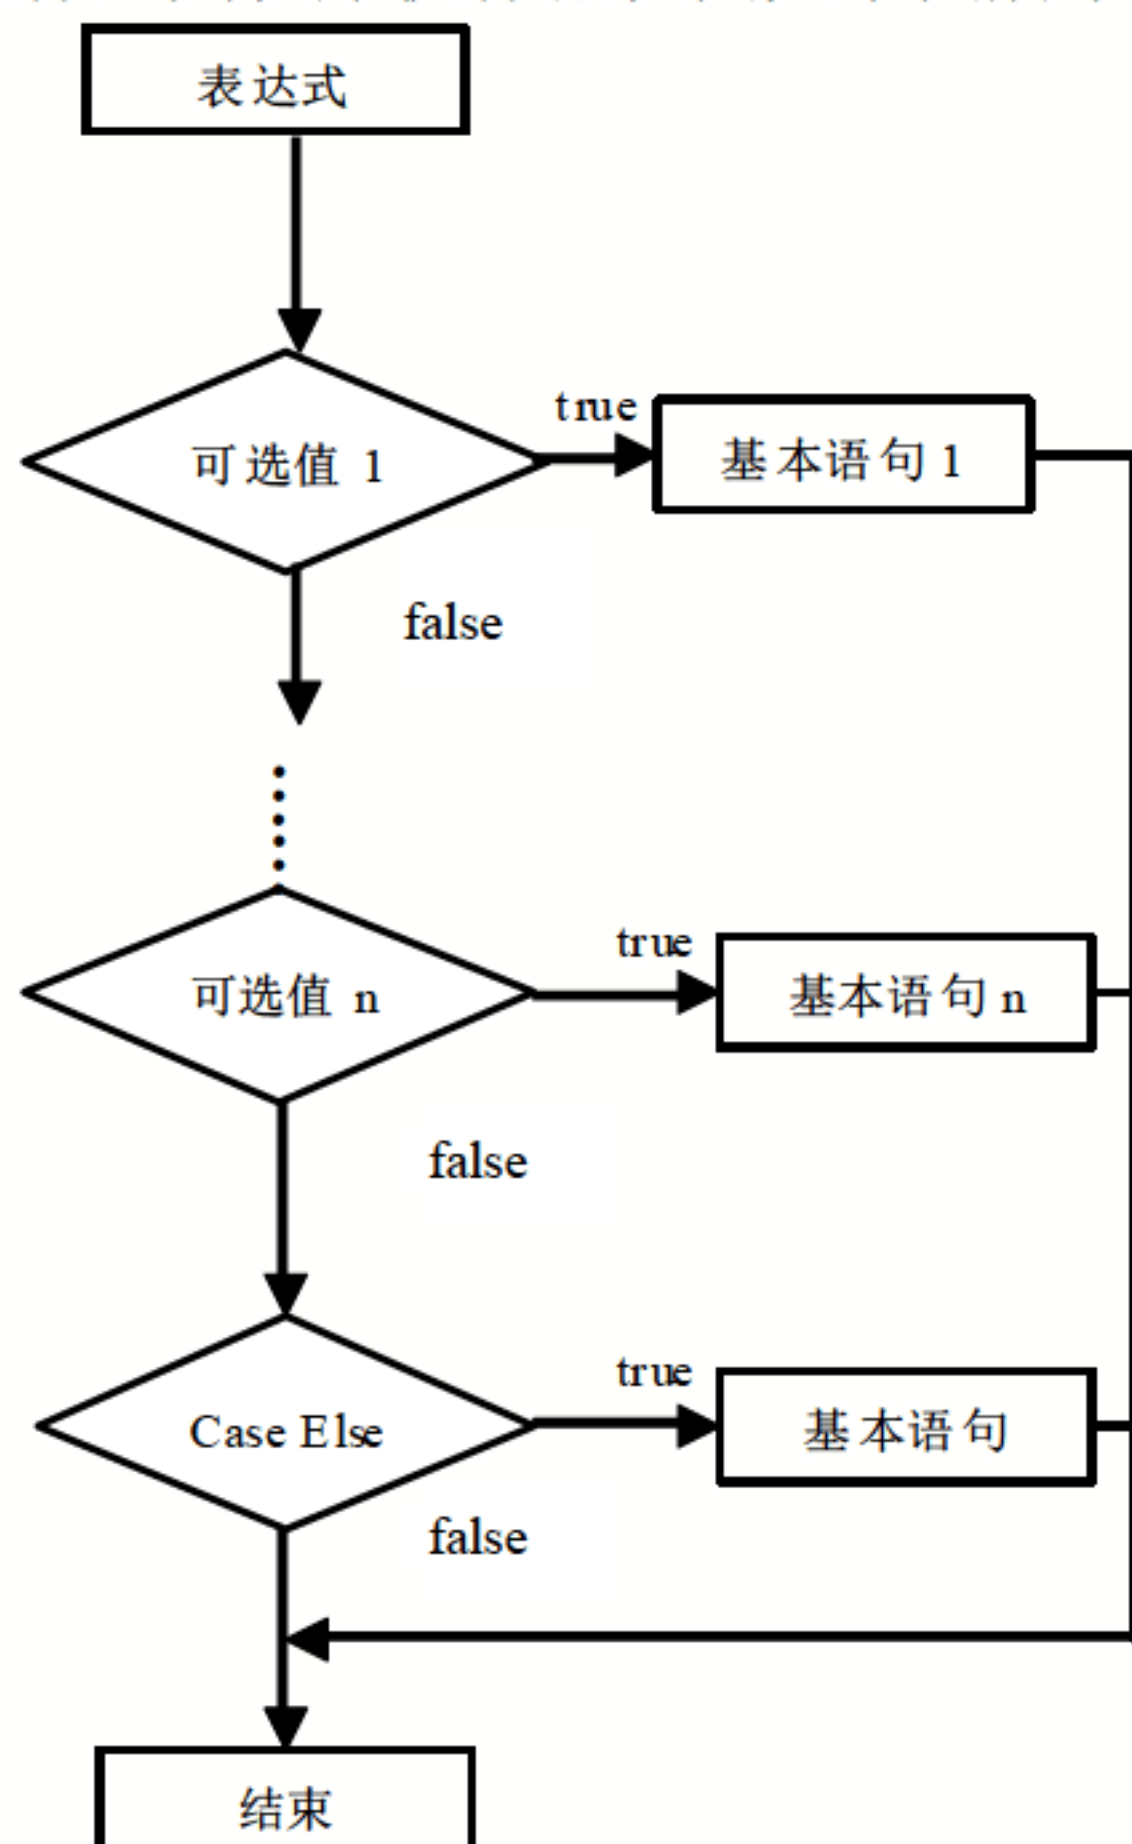 表达式
可选值 1
true
基本语句 1
false
可选值 n
true
基本语句 n
false
Case Else
true
基本语句
false
结束